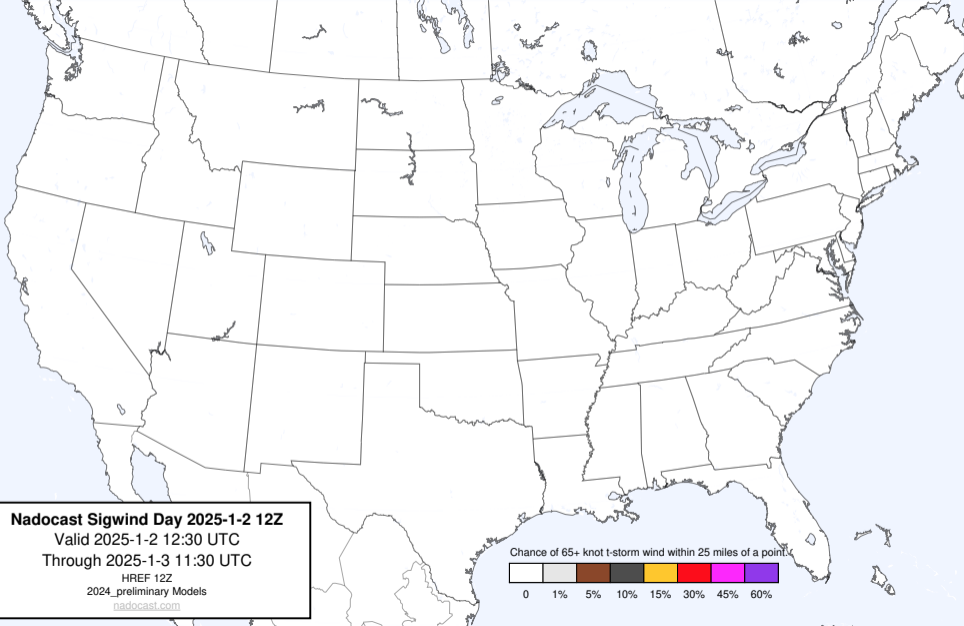 Nadocast Sigwind Day 2025-1-2 12Z
Valid 2025-1-2 12:30 UTC
Through 2025-1-3 11:30 UTC
HREF 12Z
2024_preliminary Models
nadocast.com
Chance of 65+ knot t-storm wind within 25 miles of a point.
0 1% 5% 10% 15% 30% 45% 60%